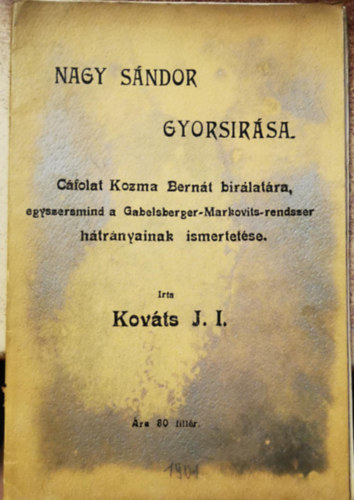 NAGY SÁNDOR
GYORSIRÁSA.
Cáfolat Kozma Bernát birálatára,
egyszersmind a Gabelsberger-Markovits-rendszer
hátrányainak ismertetése.
Irta
Kováts J. I.
Ára 80 fillér.
1904